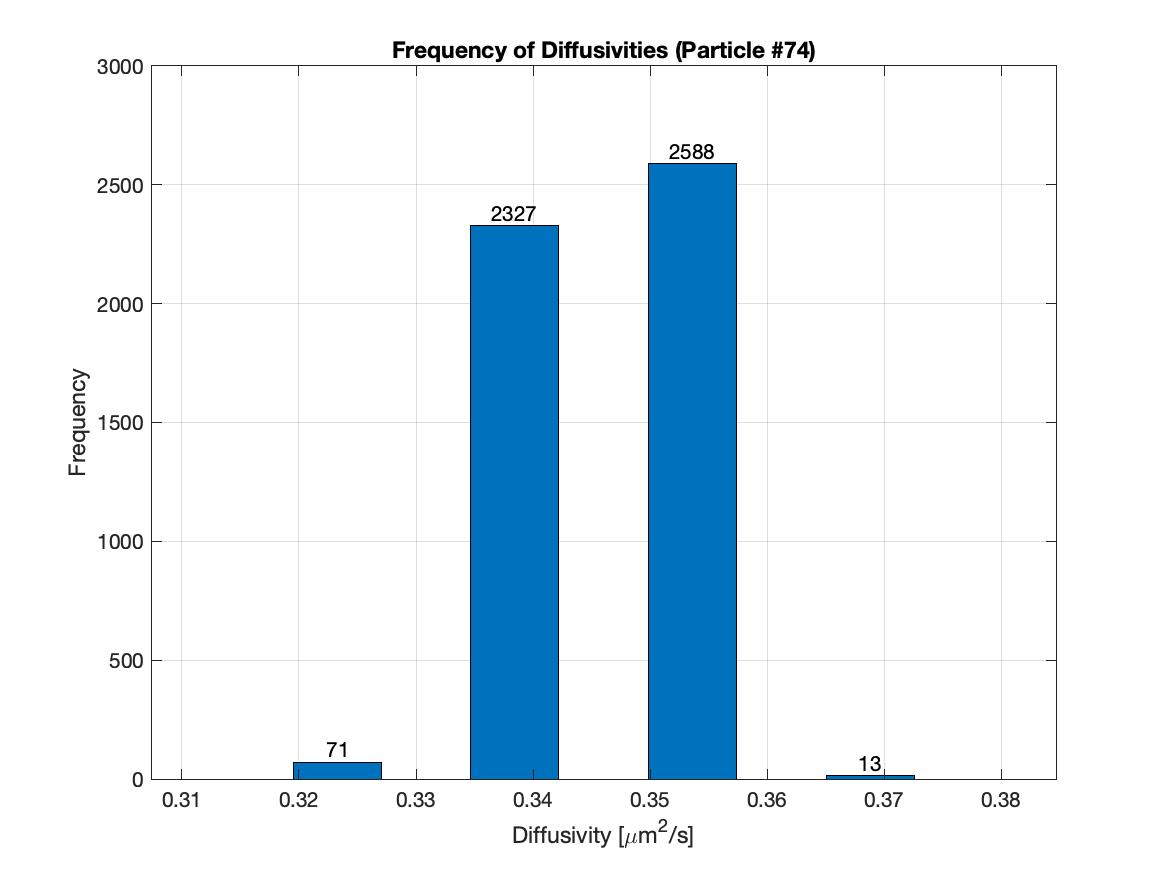 Frequency of Diffusivities (Particle #74)
3000
2500
2000
1500
1000
500
0
Frequency
2588
2327
71
13
0.31 0.32 0.33 0.34 0.35 0.36 0.37 0.38
Diffusivity [μm²/s]